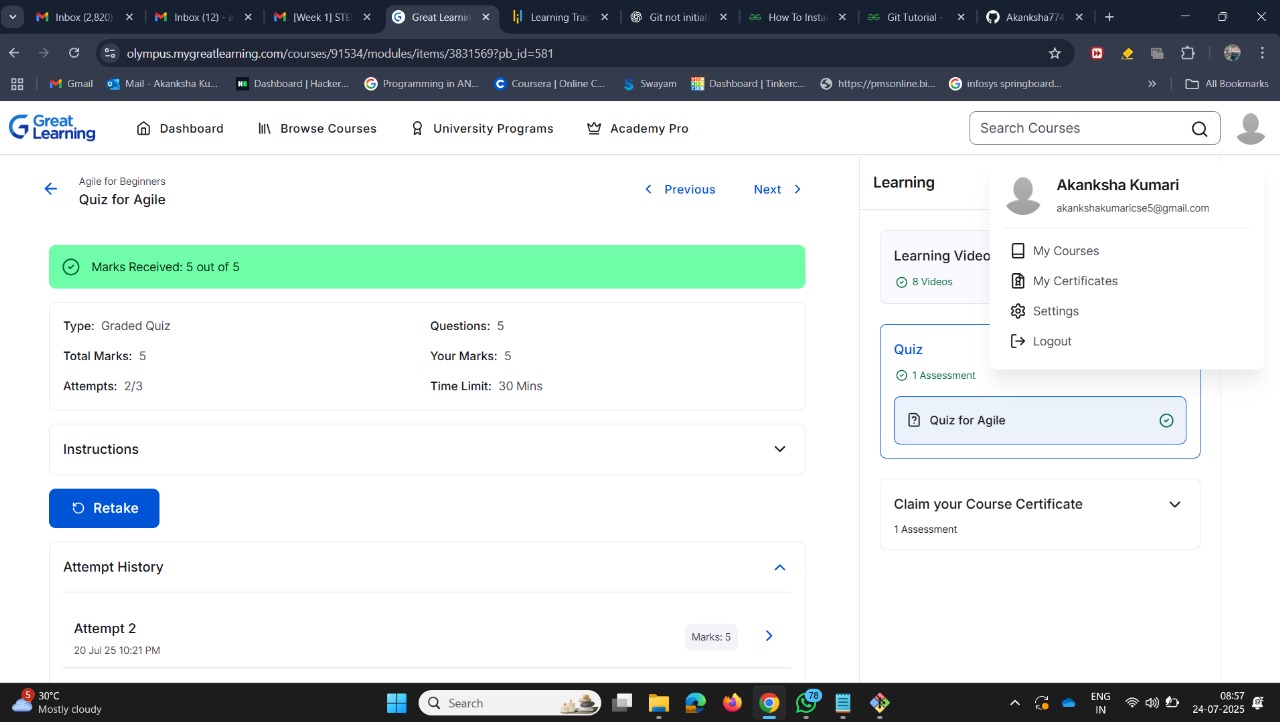 Inbox (2,820)
Inbox (12) - a
[Week 1] STE
Great Learnin
Learning Trac
Git not initial
How To Instal
Git Tutorial -
Akanksha774
olympus.mygreatlearning.com/courses/91534/modules/items/3831569?pb_id=581
Gmail
Mail - Akanksha Ku...
Dashboard | Hacker...
Programming in AN...
Coursera | Online C...
Swayam
Dashboard | Tinkerc...
https://pmsonline.bi...
infosys springboard...
All Bookmarks
Great Learning
Dashboard
Browse Courses
University Programs
Academy Pro
Search Courses
Agile for Beginners
Quiz for Agile
Previous
Next
Marks Received: 5 out of 5
Type: Graded Quiz
Questions: 5
Total Marks: 5
Your Marks: 5
Attempts: 2/3
Time Limit: 30 Mins
Instructions
Retake
Attempt History
Attempt 2
20 Jul 25 10:21 PM
Marks: 5
Learning
Learning Video
8 Videos
Quiz
1 Assessment
Quiz for Agile
Claim your Course Certificate
1 Assessment
Akanksha Kumari
akankshakumaricse5@gmail.com
My Courses
My Certificates
Settings
Logout
5
30°C
Mostly cloudy
Search
78
ENG
IN
08:57
24-07-2025